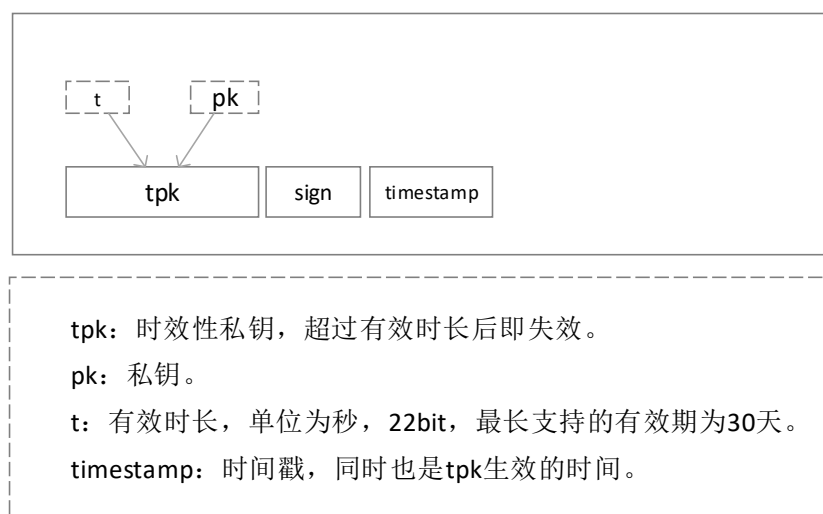 t pk
tpk sign timestamp
tpk：时效性私钥，超过有效时长后即失效。
pk：私钥。
t：有效时长，单位为秒，22bit，最长支持的有效期为30天。
timestamp：时间戳，同时也是tpk生效的时间。